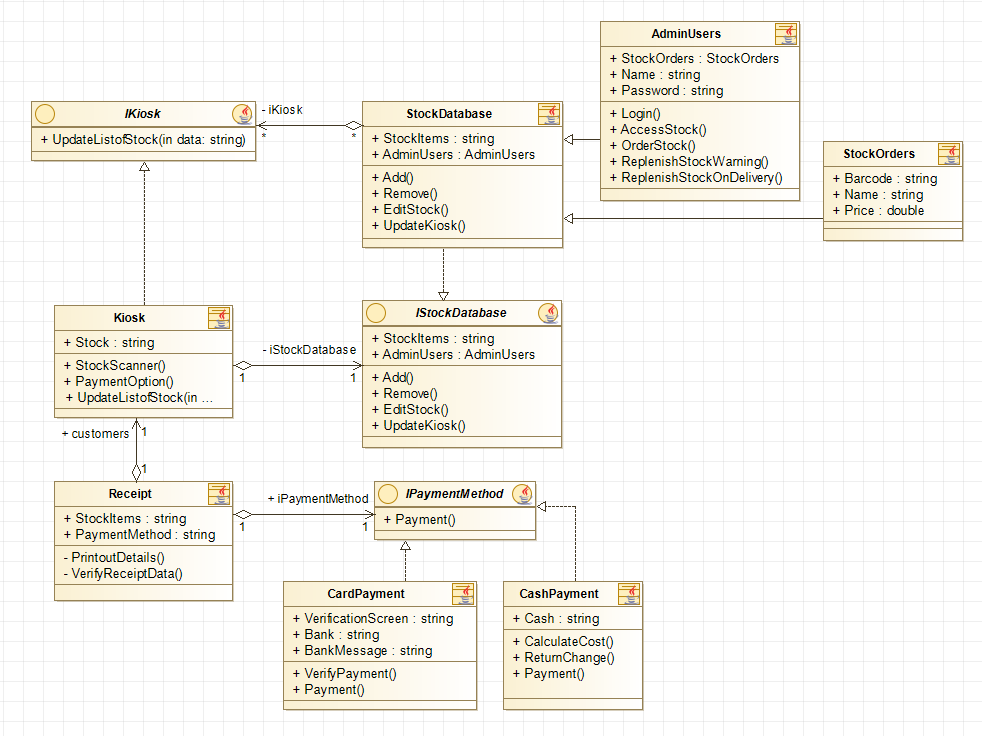 AdminUsers
+ StockOrders : StockOrders
+ Name : string
+ Password : string
+ Login()
+ AccessStock()
+ OrderStock()
+ ReplenishStockWarning()
+ ReplenishStockOnDelivery()
IKiosk
+ UpdateListofStock(in data: string)
- iKiosk
*
*
StockDatabase
+ StockItems : string
+ AdminUsers : AdminUsers
+ Add()
+ Remove()
+ EditStock()
+ UpdateKiosk()
StockOrders
+ Barcode : string
+ Name : string
+ Price : double
Kiosk
+ Stock : string
+ StockScanner()
+ PaymentOption()
+ UpdateListofStock(in ...
- iStockDatabase
1
1
IStockDatabase
+ StockItems : string
+ AdminUsers : AdminUsers
+ Add()
+ Remove()
+ EditStock()
+ UpdateKiosk()
+ customers
1
1
Receipt
+ StockItems : string
+ PaymentMethod : string
- PrintoutDetails()
- VerifyReceiptData()
+ iPaymentMethod
1
1
IPaymentMethod
+ Payment()
CardPayment
+ VerificationScreen : string
+ Bank : string
+ BankMessage : string
+ VerifyPayment()
+ Payment()
CashPayment
+ Cash : string
+ CalculateCost()
+ ReturnChange()
+ Payment()